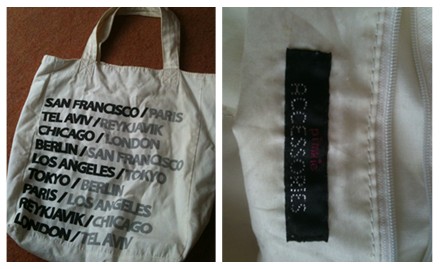 SAN FRANCISCO / PARIS
TEL AVIV / REYKJAVIK
CHICAGO / LONDON
BERLIN / SAN FRANCISCO
LOS ANGELES / TOKYO
TOKYO / BERLIN
PARIS / LOS ANGELES
REYKJAVIK / CHICAGO
LONDON / TEL AVIV
ACCESSORIES